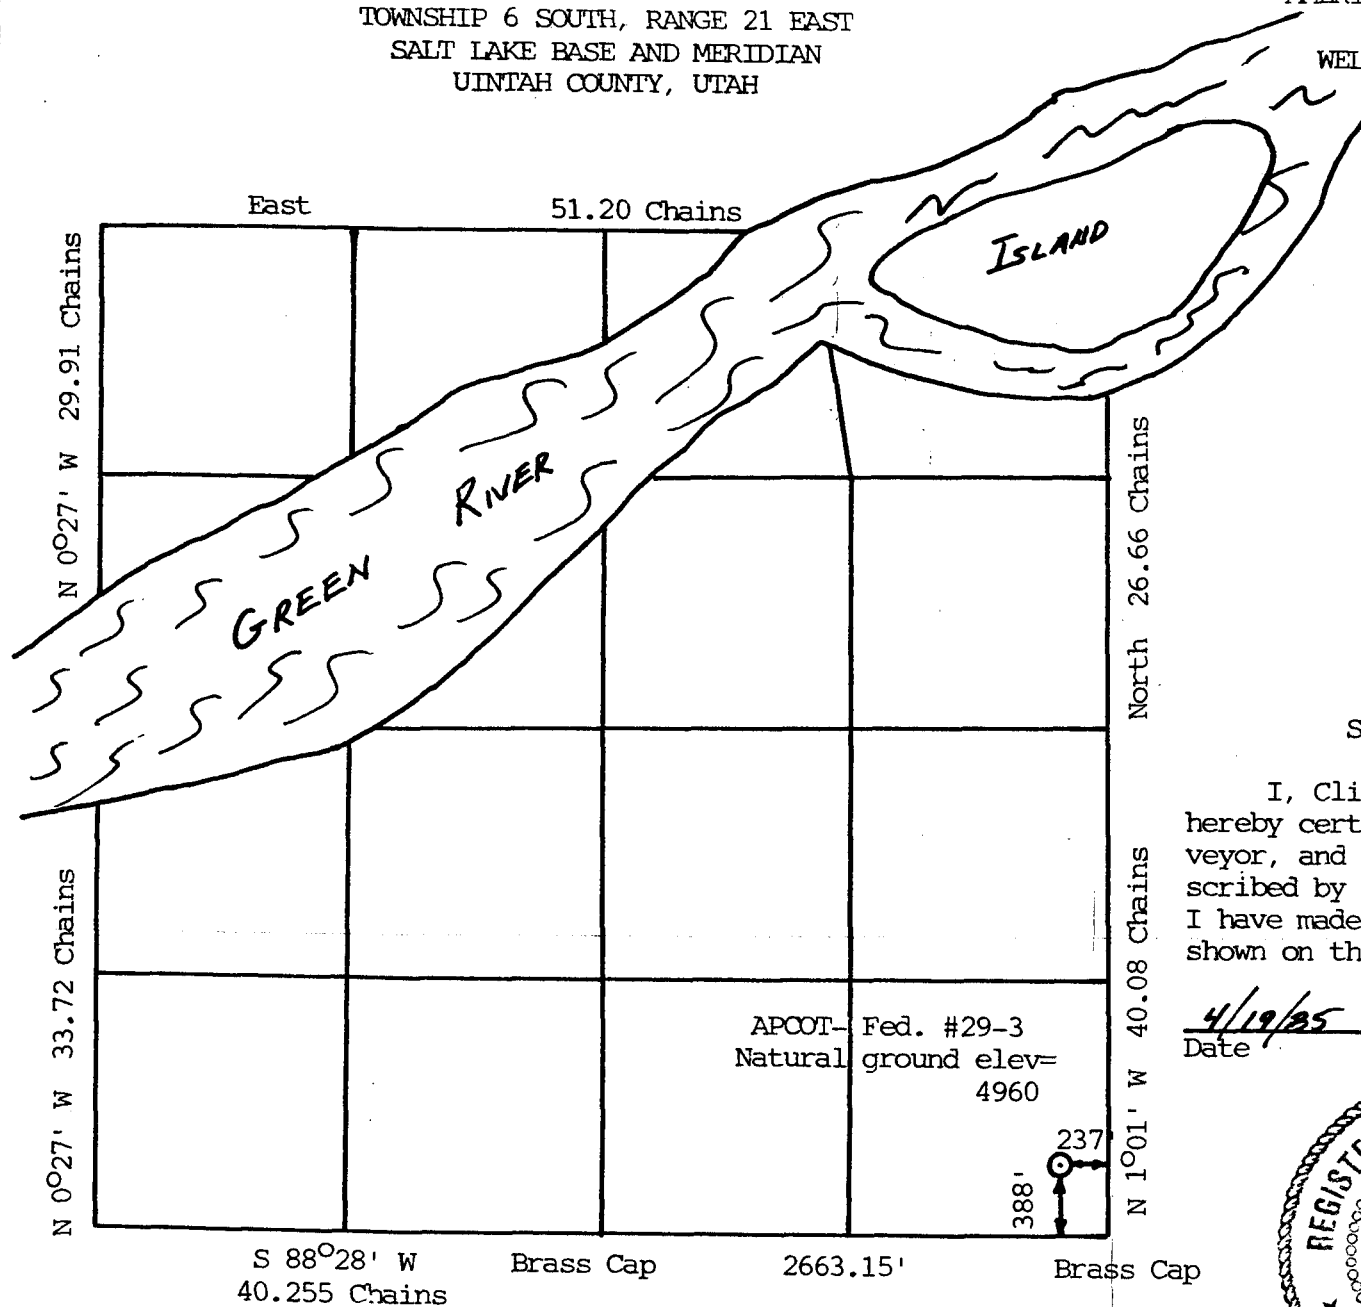 TOWNSHIP 6 SOUTH, RANGE 21 EAST
SALT LAKE BASE AND MERIDIAN
UINTAH COUNTY, UTAH
WEL
East 51.20 Chains
ISLAND
N 0°27' W 29.91 Chains
GREEN RIVER
North 26.66 Chains
S
I, Cli
hereby cert
veyor, and
scribed by
I have made
shown on th
4/19/85
Date
N 0°27' W 33.72 Chains
N 1°01' W 40.08 Chains
APCOT- Fed. #29-3
Natural ground elev=
4960
237'
388'
S 88°28' W Brass Cap 2663.15' Brass Cap
40.255 Chains
REGIST